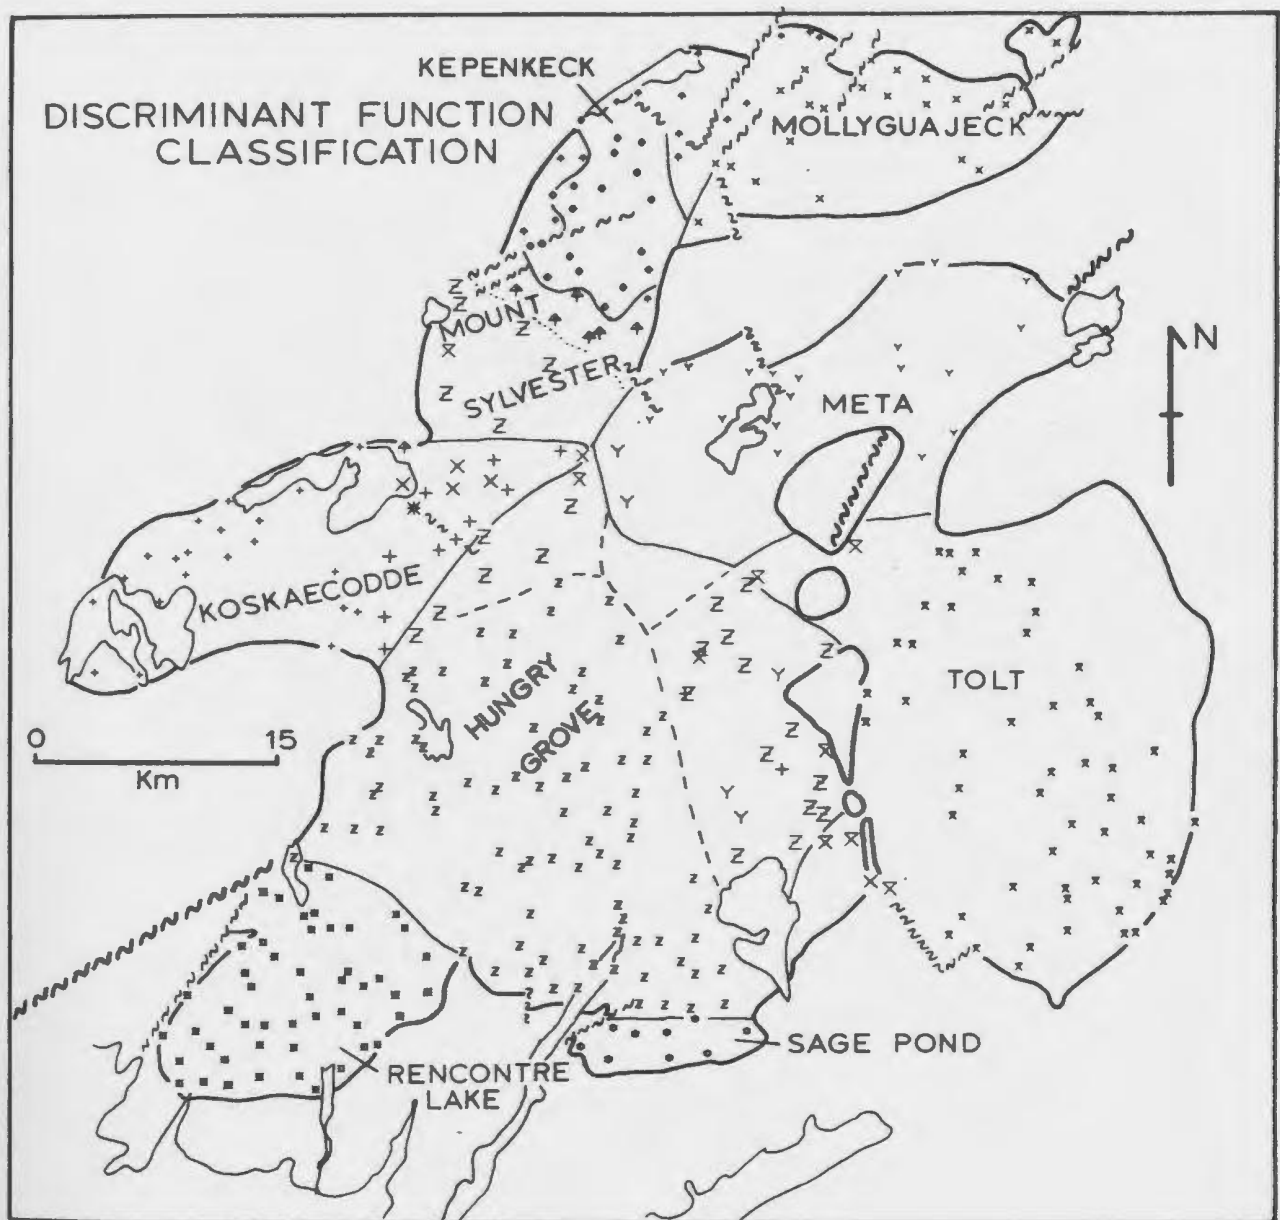 KEPENKECK
DISCRIMINANT FUNCTION
CLASSIFICATION
MOLLYGUAJECK
MOUNT
SYLVESTER
N
META
KOSKAECODDE
TOLT
HUNGRY
GROVE
0 15
Km
SAGE POND
RENCONTRE
LAKE